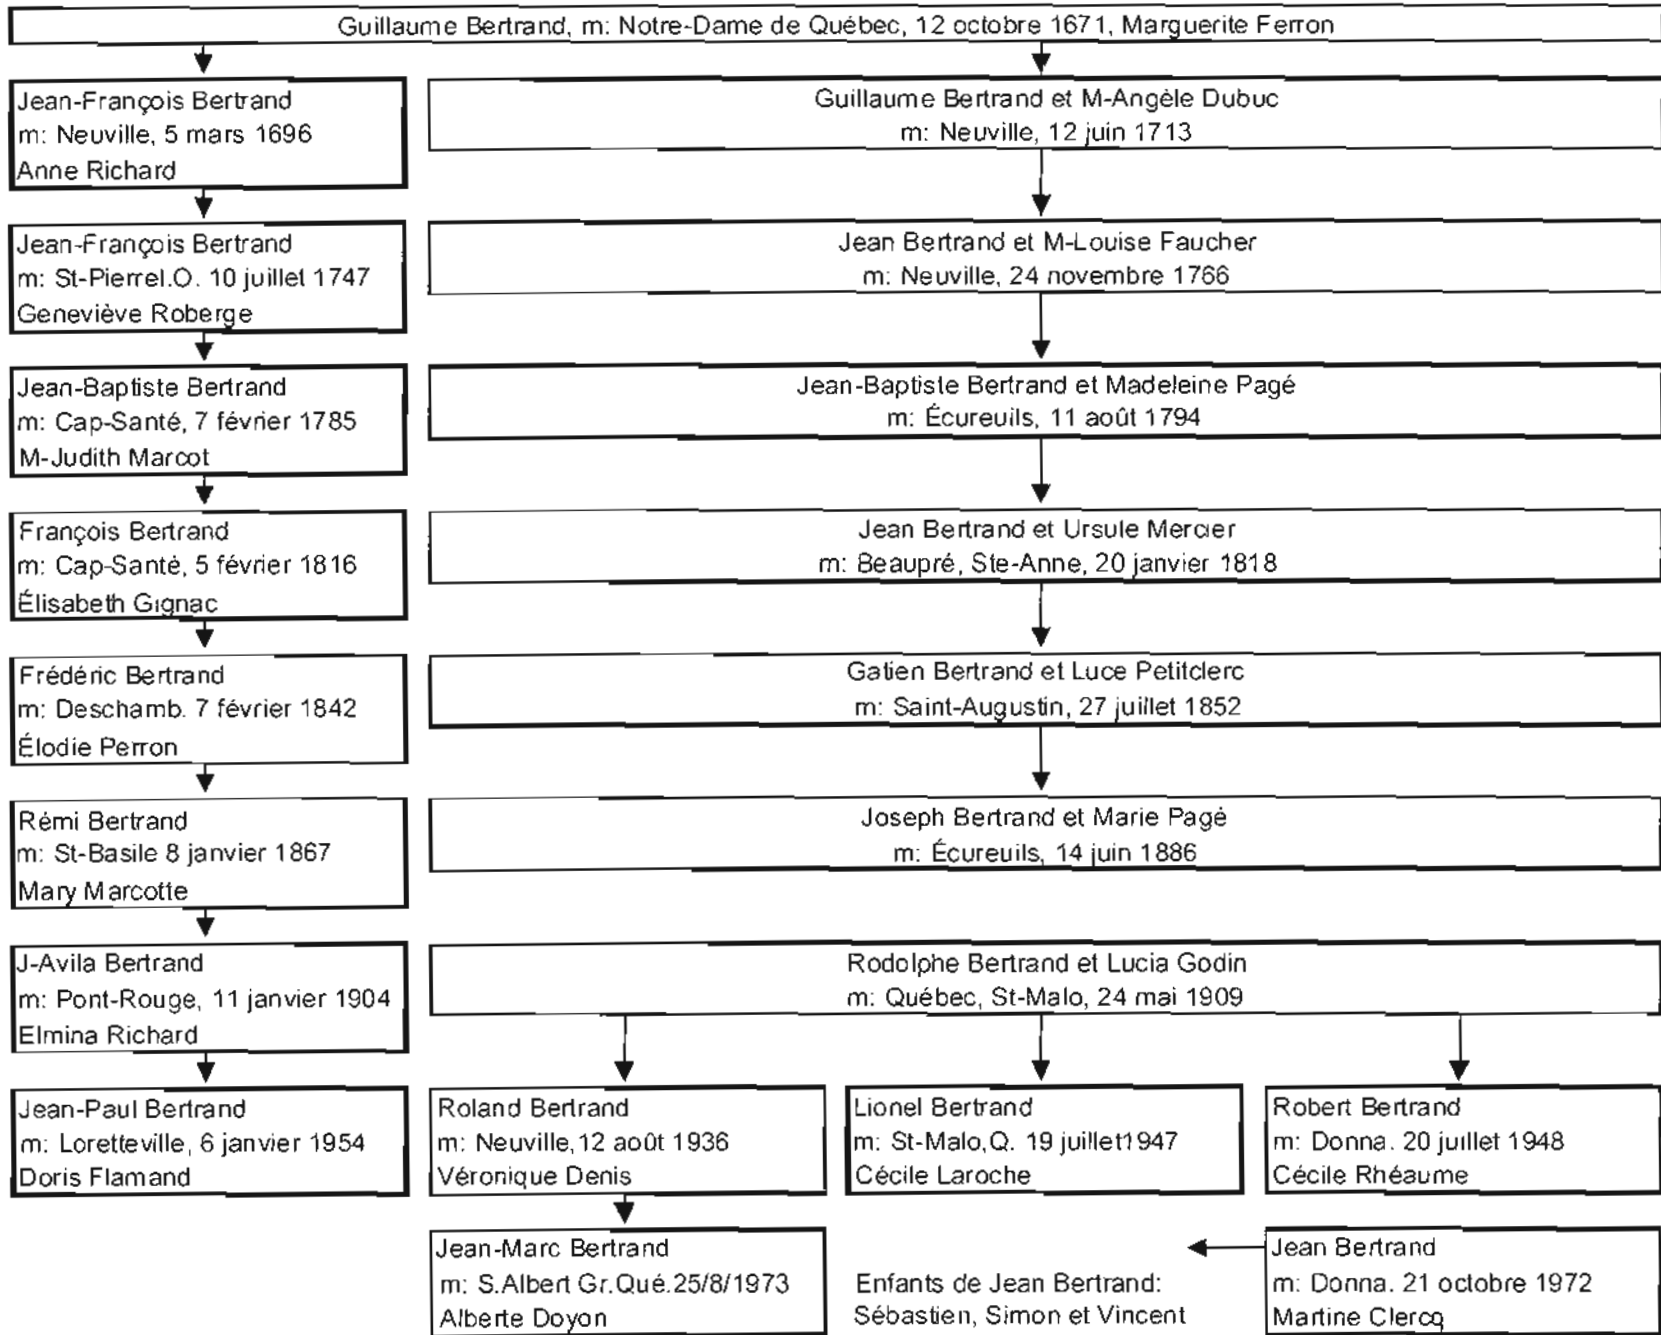 Guillaume Bertrand, m: Notre-Dame de Québec, 12 octobre 1671, Marguerite Ferron
Jean-François Bertrand
m: Neuville, 5 mars 1696
Anne Richard
Guillaume Bertrand et M-Angèle Dubuc
m: Neuville, 12 juin 1713
Jean-François Bertrand
m: St-Pierrel.O. 10 juillet 1747
Geneviève Roberge
Jean Bertrand et M-Louise Faucher
m: Neuville, 24 novembre 1766
Jean-Baptiste Bertrand
m: Cap-Santé, 7 février 1785
M-Judith Marcot
Jean-Baptiste Bertrand et Madeleine Pagé
m: Écureuils, 11 août 1794
François Bertrand
m: Cap-Santé, 5 février 1816
Élisabeth Gignac
Jean Bertrand et Ursule Mercier
m: Beaupré, Ste-Anne, 20 janvier 1818
Frédéric Bertrand
m: Deschamb. 7 février 1842
Élodie Perron
Gatien Bertrand et Luce Petitclerc
m: Saint-Augustin, 27 juillet 1852
Rémi Bertrand
m: St-Basile 8 janvier 1867
Mary Marcotte
Joseph Bertrand et Marie Pagé
m: Écureuils, 14 juin 1886
J-Avila Bertrand
m: Pont-Rouge, 11 janvier 1904
Elmina Richard
Rodolphe Bertrand et Lucia Godin
m: Québec, St-Malo, 24 mai 1909
Jean-Paul Bertrand
m: Loretteville, 6 janvier 1954
Doris Flamand
Roland Bertrand
m: Neuville, 12 août 1936
Véronique Denis
Lionel Bertrand
m: St-Malo,Q. 19 juillet1947
Cécile Laroche
Robert Bertrand
m: Donna. 20 juillet 1948
Cécile Rhéaume
Jean-Marc Bertrand
m: S.Albert Gr.Qué.25/8/1973
Alberte Doyon
Enfants de Jean Bertrand:
Sébastien, Simon et Vincent
Jean Bertrand
m: Donna. 21 octobre 1972
Martine Clercq